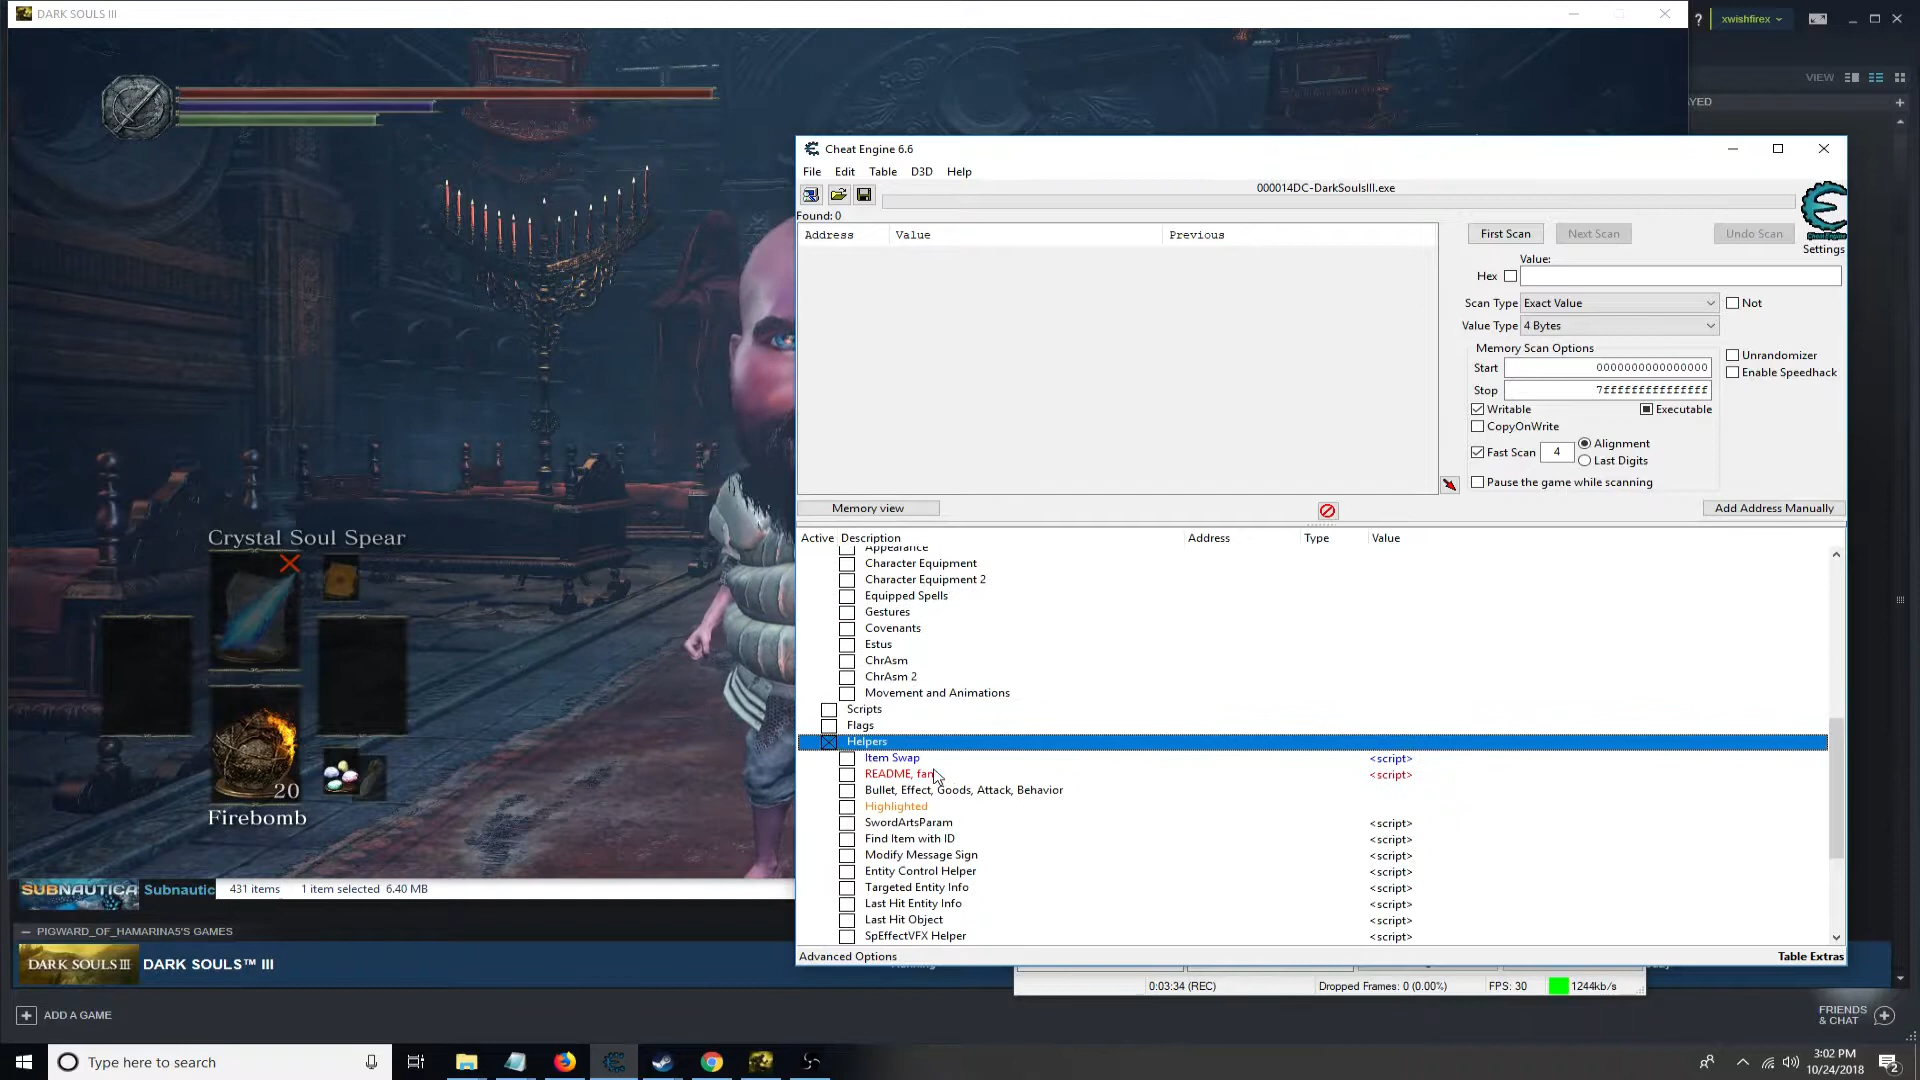 DARK SOULS III
xwishfirex
VIEW
AYED
Cheat Engine 6.6
File Edit Table D3D Help
000014DC-DarkSoulsIII.exe
Found: 0
Address Value Previous
First Scan Next Scan Undo Scan
Settings
Value:
Hex
Scan Type Exact Value Not
Value Type 4 Bytes
Memory Scan Options
Start 0000000000000000
Stop 7fffffffffffffff
Unrandomizer
Enable Speedhack
Writable Executable
CopyOnWrite
Fast Scan 4 Alignment
Last Digits
Pause the game while scanning
Memory view Add Address Manually
Active Description Address Type Value
Appearance
Character Equipment
Character Equipment 2
Equipped Spells
Gestures
Covenants
Estus
ChrAsm
ChrAsm 2
Movement and Animations
Scripts
Flags
Helpers
Item Swap <script>
README, fan <script>
Bullet, Effect, Goods, Attack, Behavior
Highlighted
SwordArtsParam <script>
Find Item with ID <script>
Modify Message Sign <script>
Entity Control Helper <script>
Targeted Entity Info <script>
Last Hit Entity Info <script>
Last Hit Object <script>
SpEffectVFX Helper <script>
Advanced Options Table Extras
Crystal Soul Spear
20
Firebomb
SUBNAUTICA Subnautic
431 items 1 item selected 6.40 MB
PIGWARD_OF_HAMARINA5'S GAMES
DARK SOULS III DARK SOULS™ III
0:03:34 (REC) Dropped Frames: 0 (0.00%) FPS: 30 1244kb/s
ADD A GAME
FRIENDS
& CHAT
Type here to search
3:02 PM
10/24/2018
2